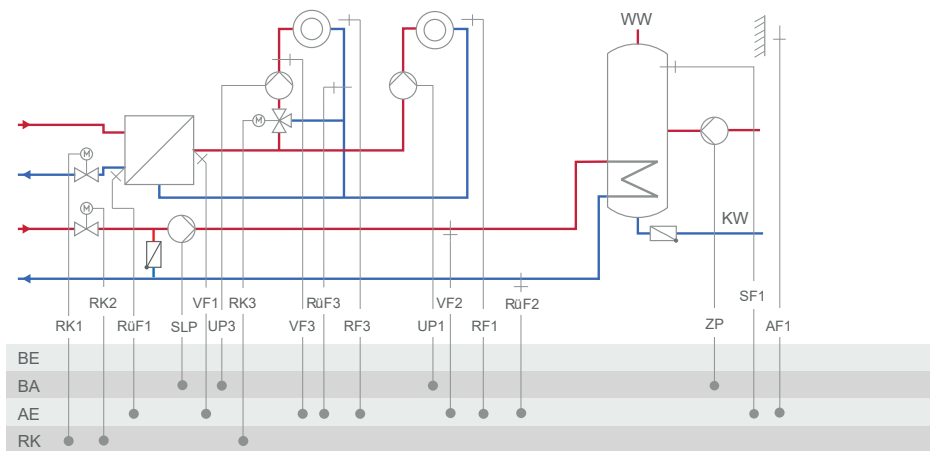 WW
M
M
M
KW
RK2
VF1
RK3
RüF3
VF2
RüF2
SF1
RK1
RüF1
SLP
UP3
VF3
RF3
UP1
RF1
ZP
AF1
BE
BA
AE
RK